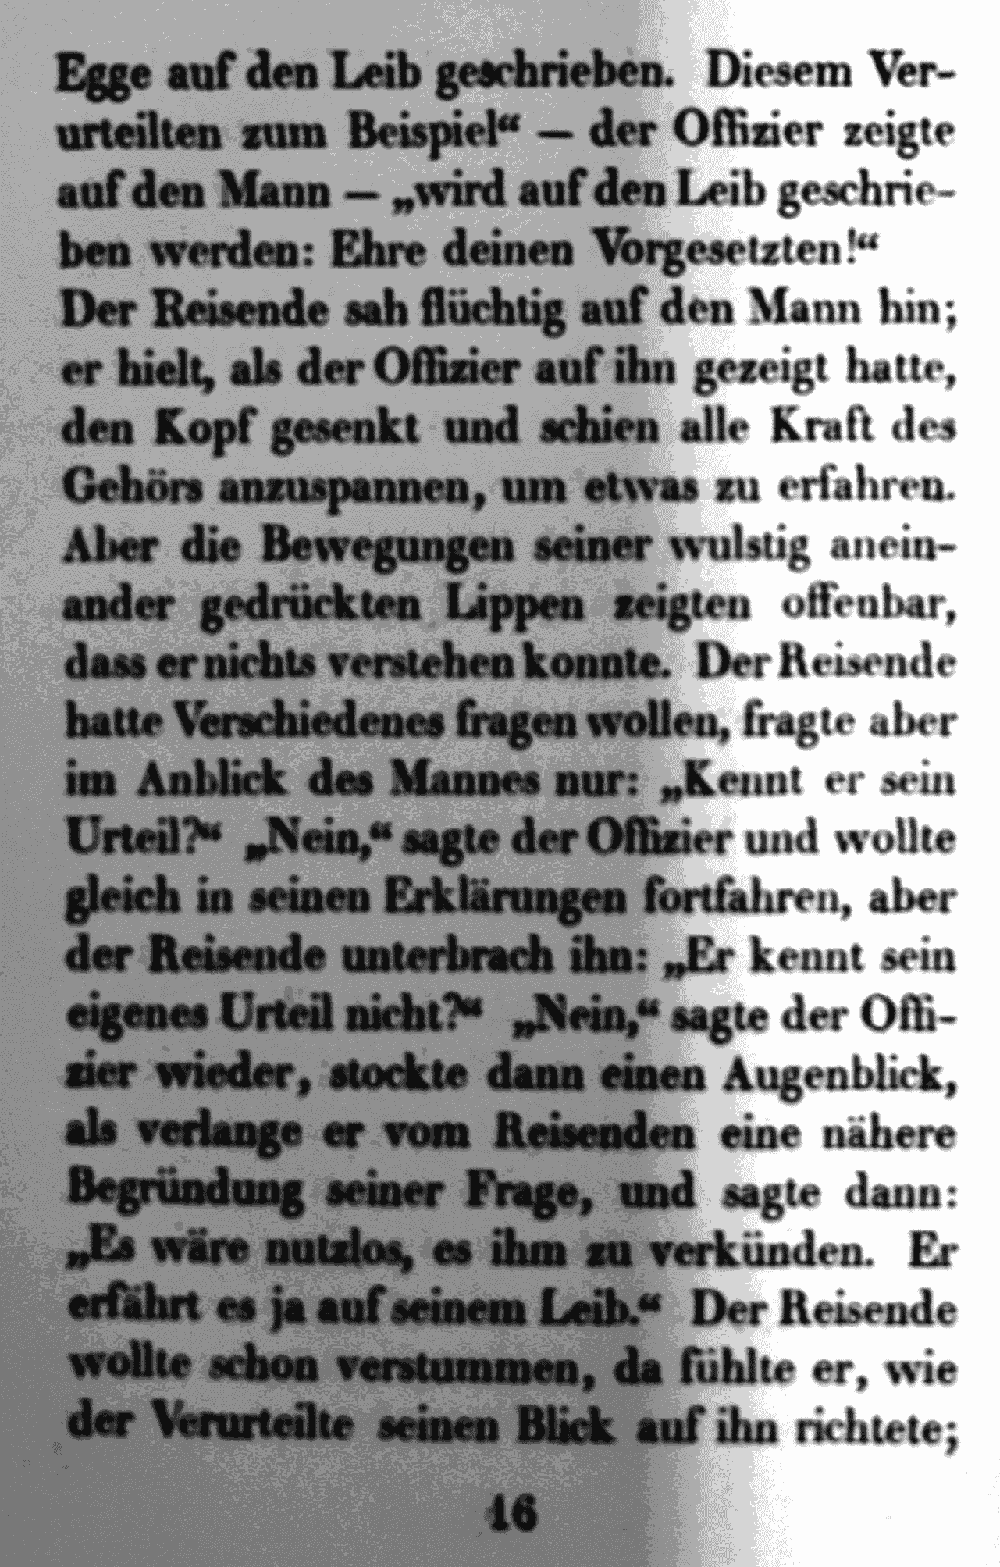 Egge auf den Leib geschrieben. Diesem Ver-
urteilten zum Beispiel“ — der Offizier zeigte
auf den Mann — „wird auf den Leib geschrie-
ben werden: Ehre deinen Vorgesetzten!“
Der Reisende sah flüchtig auf den Mann hin;
er hielt, als der Offizier auf ihn gezeigt hatte,
den Kopf gesenkt und schien alle Kraft des
Gehörs anzuspannen, um etwas zu erfahren.
Aber die Bewegungen seiner wulstig anein-
ander gedrückten Lippen zeigten offenbar,
dass er nichts verstehen konnte. Der Reisende
hatte Verschiedenes fragen wollen, fragte aber
im Anblick des Mannes nur: „Kennt er sein
Urteil?“ „Nein,“ sagte der Offizier und wollte
gleich in seinen Erklärungen fortfahren, aber
der Reisende unterbrach ihn: „Er kennt sein
eigenes Urteil nicht?“ „Nein,“ sagte der Offi-
zier wieder, stockte dann einen Augenblick,
als verlange er vom Reisenden eine nähere
Begründung seiner Frage, und sagte dann:
„Es wäre nutzlos, es ihm zu verkünden. Er
erfährt es ja auf seinem Leib.“ Der Reisende
wollte schon verstummen, da fühlte er, wie
der Verurteilte seinen Blick auf ihn richtete;
16